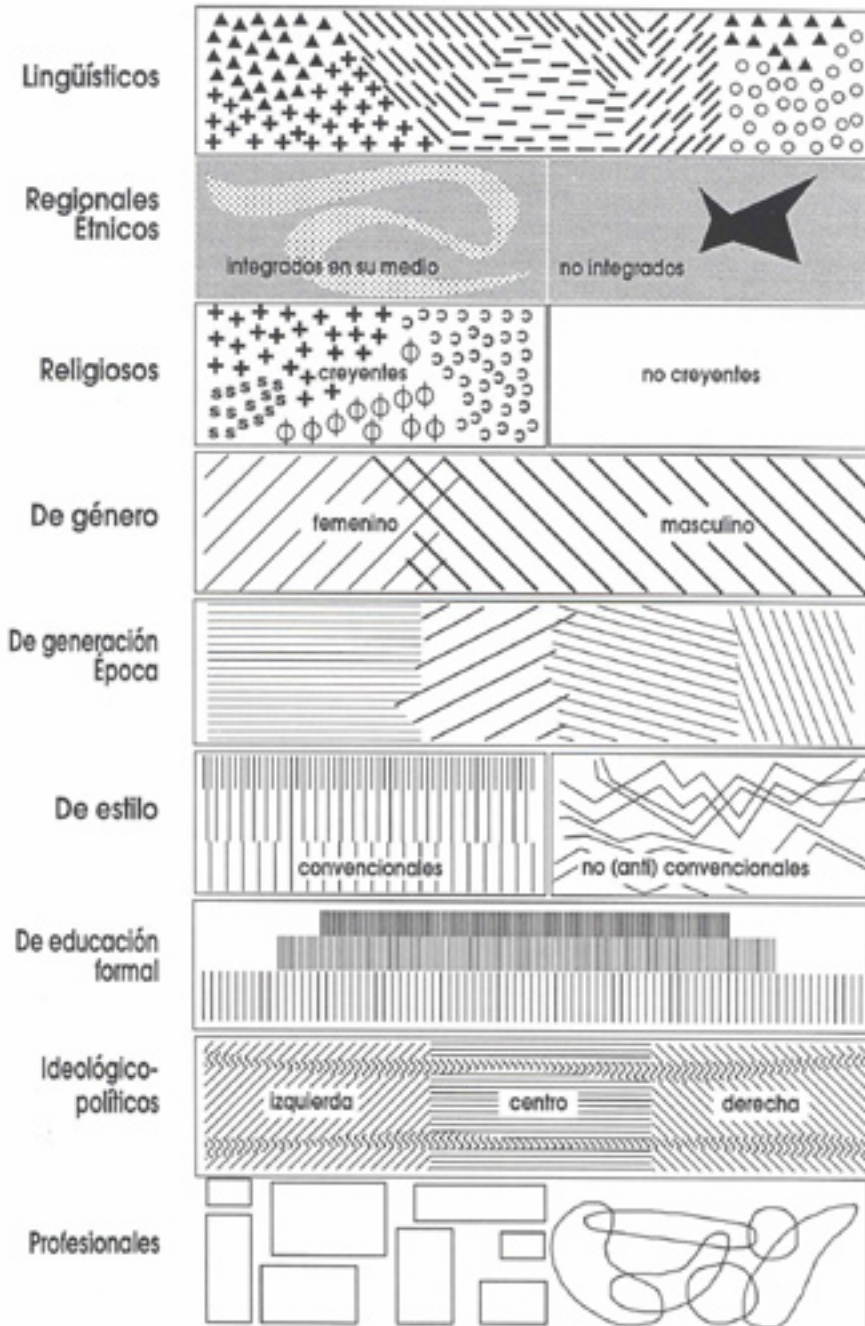 Lingüísticos
Regionales
Étnicos
integrados en su medio
no integrados
Religiosos
creyentes
no creyentes
De género
femenino
masculino
De generación
Época
De estilo
convencionales
no (anti) convencionales
De educación
formal
Ideológico-
políticos
izquierda
centro
derecha
Profesionales